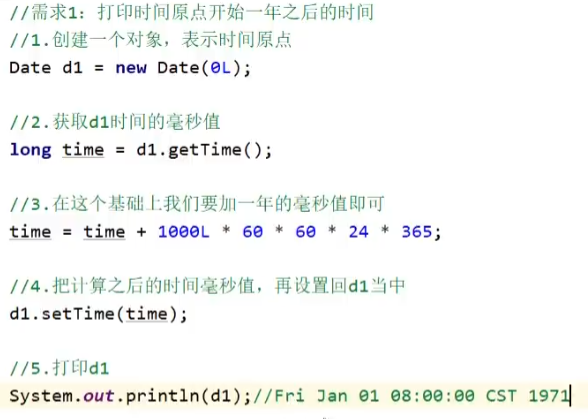 //需求1：打印时间原点开始一年之后的时间
//1.创建一个对象，表示时间原点
Date d1 = new Date(0L);
//2.获取d1时间的毫秒值
long time = d1.getTime();
//3.在这个基础上我们要加一年的毫秒值即可
time = time + 1000L * 60 * 60 * 24 * 365;
//4.把计算之后的时间毫秒值，再设置回d1当中
d1.setTime(time);
//5.打印d1
System.out.println(d1);//Fri Jan 01 08:00:00 CST 1971